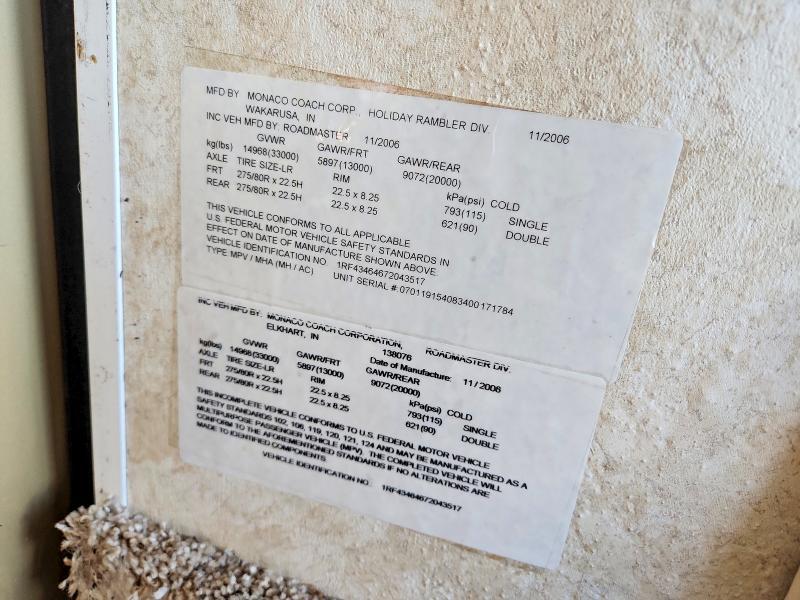 MFD BY MONACO COACH CORP., HOLIDAY RAMBLER DIV. 11/2006
WAKARUSA, IN
INC VEH MFD BY: ROADMASTER 11/2006
GVWR GAWR/FRT GAWR/REAR
kg(lbs) 14968(33000) 5897(13000) 9072(20000)
AXLE TIRE SIZE-LR RIM kPa(psi) COLD
FRT 275/80R x 22.5H 22.5 x 8.25 793(115) SINGLE
REAR 275/80R x 22.5H 22.5 x 8.25 621(90) DOUBLE
THIS VEHICLE CONFORMS TO ALL APPLICABLE
U.S. FEDERAL MOTOR VEHICLE SAFETY STANDARDS IN
EFFECT ON DATE OF MANUFACTURE SHOWN ABOVE.
VEHICLE IDENTIFICATION NO 1RF43464672043517
TYPE MPV / MHA (MH / AC) UNIT SERIAL # 070119154083400171784
INC VEH MFD BY: MONACO COACH CORPORATION, ROADMASTER DIV.
ELKHART, IN 138076 Date of Manufacture: 11/2006
GVWR GAWR/FRT GAWR/REAR
kg(lbs) 14968(33000) 5897(13000) 9072(20000)
AXLE TIRE SIZE-LR RIM kPa(psi) COLD
FRT 275/80R x 22.5H 22.5 x 8.25 793(115) SINGLE
REAR 275/80R x 22.5H 22.5 x 8.25 621(90) DOUBLE
THIS INCOMPLETE VEHICLE CONFORMS TO U.S. FEDERAL MOTOR VEHICLE
SAFETY STANDARDS 102, 106, 119, 120, 121, 124 AND MAY BE MANUFACTURED AS A
MULTIPURPOSE PASSENGER VEHICLE (MPV). THE COMPLETED VEHICLE WILL
CONFORM TO THE AFOREMENTIONED STANDARDS IF NO ALTERATIONS ARE
MADE TO IDENTIFIED COMPONENTS.
VEHICLE IDENTIFICATION NO.: 1RF43464672043517